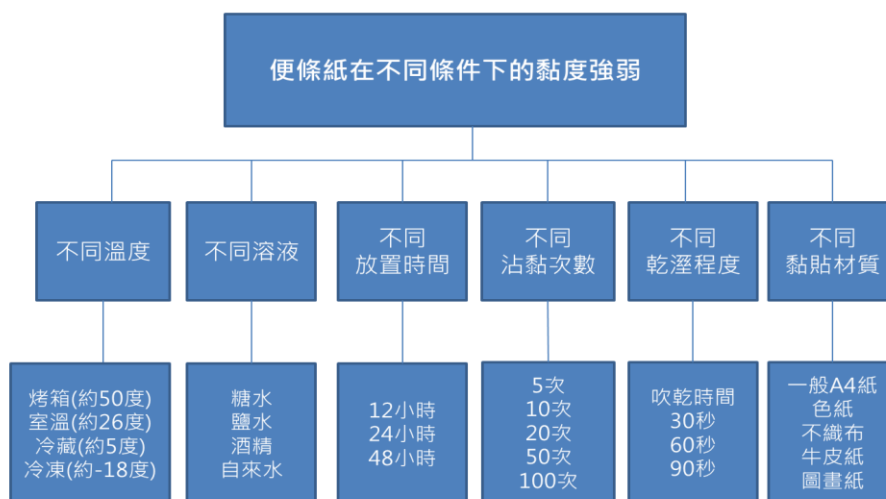 便條紙在不同條件下的黏度強弱
不同溫度
不同溶液
不同
放置時間
不同
沾黏次數
不同
乾溼程度
不同
黏貼材質
烤箱(約50度)
室溫(約26度)
冷藏(約5度)
冷凍(約-18度)
糖水
鹽水
酒精
自來水
12小時
24小時
48小時
5次
10次
20次
50次
100次
吹乾時間
30秒
60秒
90秒
一般A4紙
色紙
不織布
牛皮紙
圖畫紙